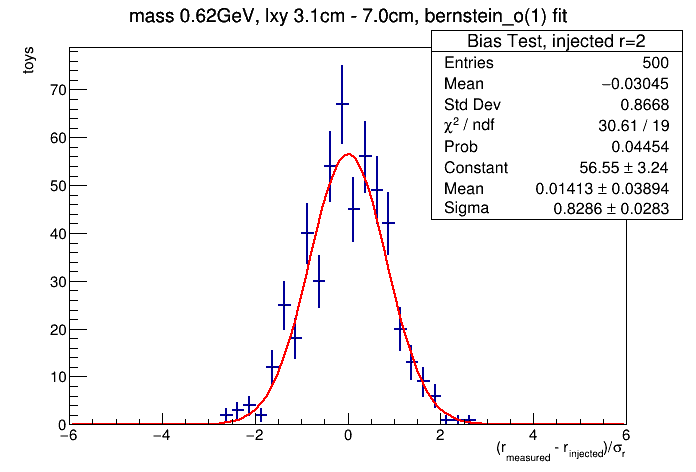 mass 0.62GeV, lxy 3.1cm - 7.0cm, bernstein_o(1) fit
Bias Test, injected r=2
Entries 500
Mean −0.03045
Std Dev 0.8668
χ² / ndf 30.61 / 19
Prob 0.04454
Constant 56.55 ± 3.24
Mean 0.01413 ± 0.03894
Sigma 0.8286 ± 0.0283
toys
70
60
50
40
30
20
10
0
−6 −4 −2 0 2 4 6
(r_measured - r_injected)/σ_r